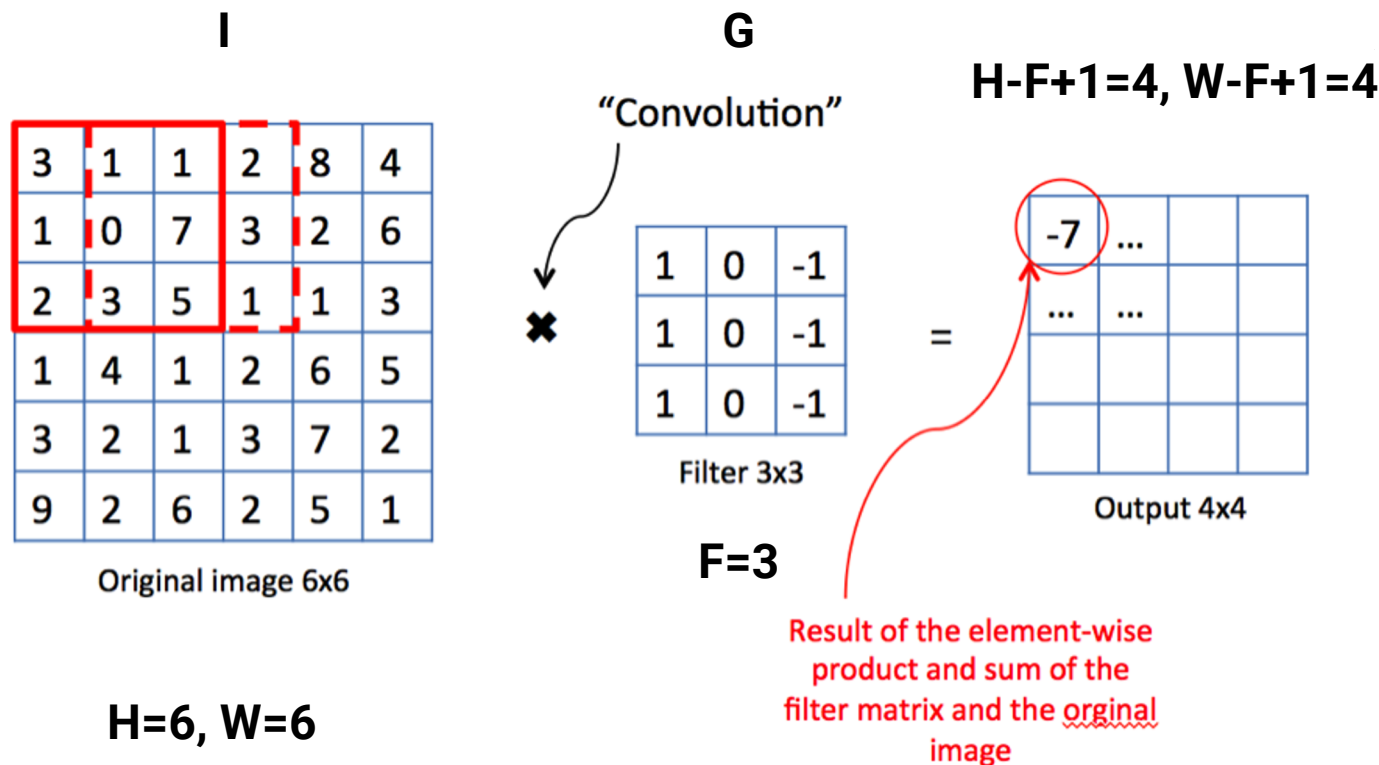 I
G
H-F+1=4, W-F+1=4
“Convolution”
3 1 1 2 8 4
1 0 7 3 2 6
2 3 5 1 1 3
1 4 1 2 6 5
3 2 1 3 7 2
9 2 6 2 5 1
Original image 6x6
H=6, W=6
✖
1 0 -1
1 0 -1
1 0 -1
Filter 3x3
F=3
=
-7 ...
... ...
Output 4x4
Result of the element-wise
product and sum of the
filter matrix and the orginal
image